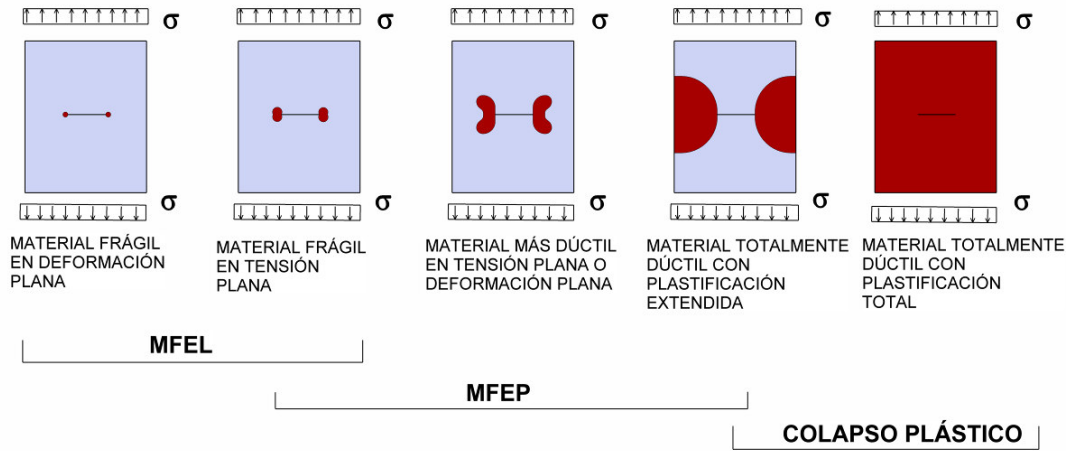 σ
σ
σ
σ
σ
σ
σ
σ
σ
σ
MATERIAL FRÁGIL
EN DEFORMACIÓN
PLANA
MATERIAL FRÁGIL
EN TENSIÓN
PLANA
MATERIAL MÁS DÚCTIL
EN TENSIÓN PLANA O
DEFORMACIÓN PLANA
MATERIAL TOTALMENTE
DÚCTIL CON
PLASTIFICACIÓN
EXTENDIDA
MATERIAL TOTALMENTE
DÚCTIL CON
PLASTIFICACIÓN
TOTAL
MFEL
MFEP
COLAPSO PLÁSTICO